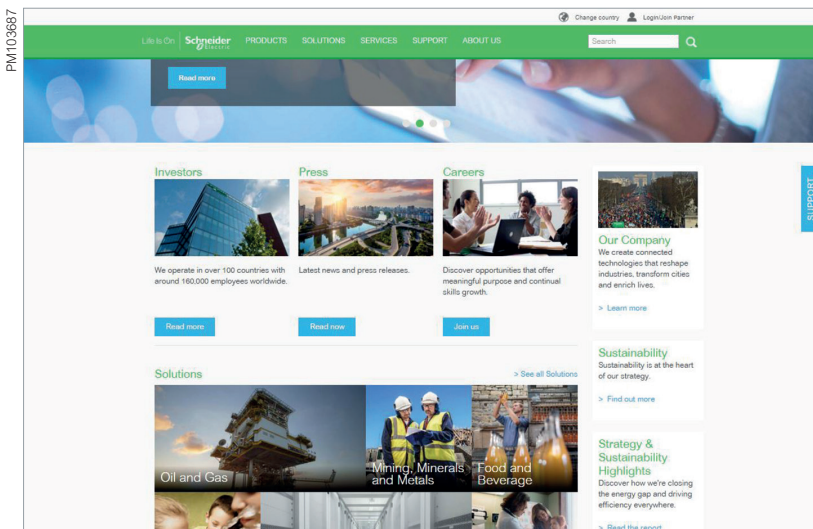 PM103687
Change country
Login/Join Partner
Life Is On
Schneider
Electric
PRODUCTS
SOLUTIONS
SERVICES
SUPPORT
ABOUT US
Search
Read more
Investors
We operate in over 100 countries with
around 160,000 employees worldwide.
Read more
Press
Latest news and press releases.
Read now
Careers
Discover opportunities that offer
meaningful purpose and continual
skills growth.
Join us
Our Company
We create connected
technologies that reshape
industries, transform cities
and enrich lives.
> Learn more
SUPPORT
Solutions
> See all Solutions
Oil and Gas
Mining, Minerals
and Metals
Food and
Beverage
Sustainability
Sustainability is at the heart
of our strategy.
> Find out more
Strategy &
Sustainability
Highlights
Discover how we're closing
the energy gap and driving
efficiency everywhere.
> Read the report